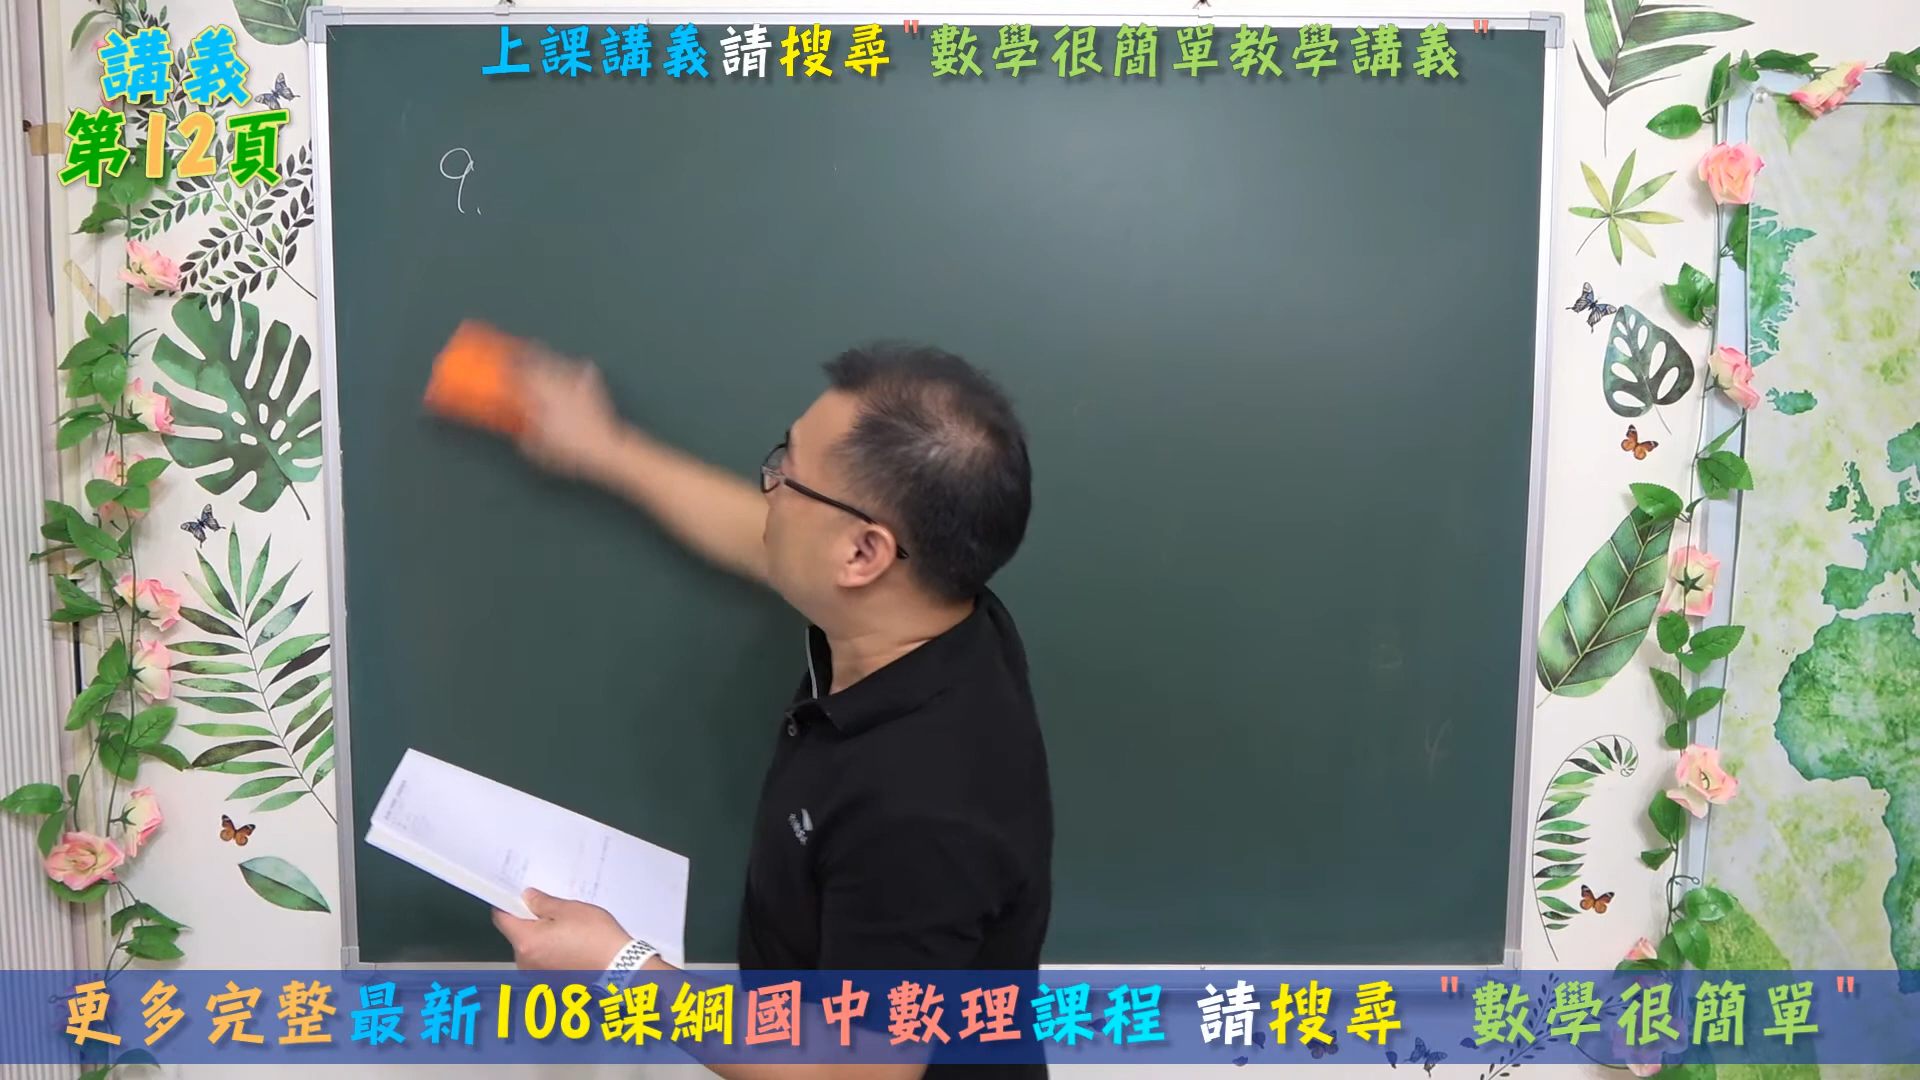 上課講義請搜尋"數學很簡單教學講義"
講義
第12頁
9.
更多完整最新108課綱國中數理課程 請搜尋 "數學很簡單"